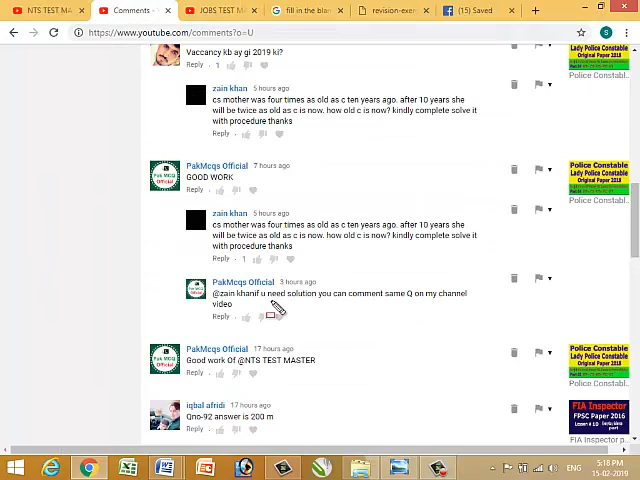 NTS TEST MA
Comments -
JOBS TEST M
fill in the blan
revision-exer
(15) Saved
https://www.youtube.com/comments?o=U
S
Vaccancy kb ay gi 2019 ki?
Reply 1
Lady Police Constable
Original Paper 2018
Police Constabl..
zain khan 5 hours ago
cs mother was four times as old as c ten years ago. after 10 years she
will be twice as old as c is now. how old c is now? kindly complete solve it
with procedure thanks
Reply
PakMcqs Official 7 hours ago
GOOD WORK
Reply
Pak MCQ Official
Police Constable
Lady Police Constable
Original Paper 2018
Police Constabl..
zain khan 5 hours ago
cs mother was four times as old as c ten years ago. after 10 years she
will be twice as old as c is now. how old c is now? kindly complete solve it
with procedure thanks
Reply 1
PakMcqs Official 3 hours ago
@zain khanif u need solution you can comment same Q on my channel
video
Reply
PakMcqs Official 17 hours ago
Good work Of @NTS TEST MASTER
Reply
Pak MCQ Official
Police Constable
Lady Police Constable
Original Paper 2018
Police Constabl..
iqbal afridi 17 hours ago
Qno-92 answer is 200 m
Reply
FIA Inspector
FPSC Paper 2016
Lesson # 10
part
FIA Inspector p
ENG
5:18 PM
15-02-2019